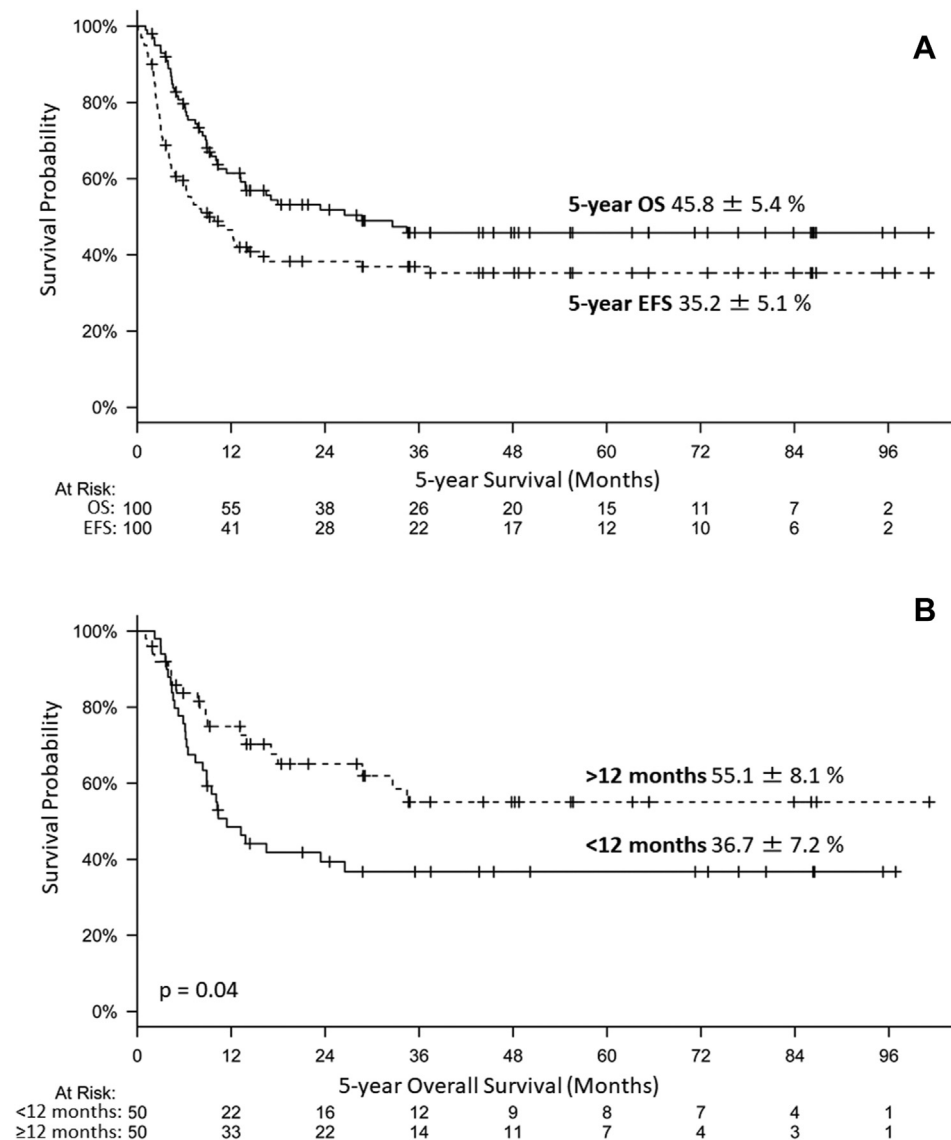 A
100%
80%
60%
40%
20%
0%
Survival Probability
5-year OS 45.8 ± 5.4 %
5-year EFS 35.2 ± 5.1 %
0 12 24 36 48 60 72 84 96
5-year Survival (Months)
At Risk:
OS: 100 55 38 26 20 15 11 7 2
EFS: 100 41 28 22 17 12 10 6 2
B
100%
80%
60%
40%
20%
0%
Survival Probability
>12 months 55.1 ± 8.1 %
<12 months 36.7 ± 7.2 %
p = 0.04
0 12 24 36 48 60 72 84 96
5-year Overall Survival (Months)
At Risk:
<12 months: 50 22 16 12 9 8 7 4 1
≥12 months: 50 33 22 14 11 7 4 3 1